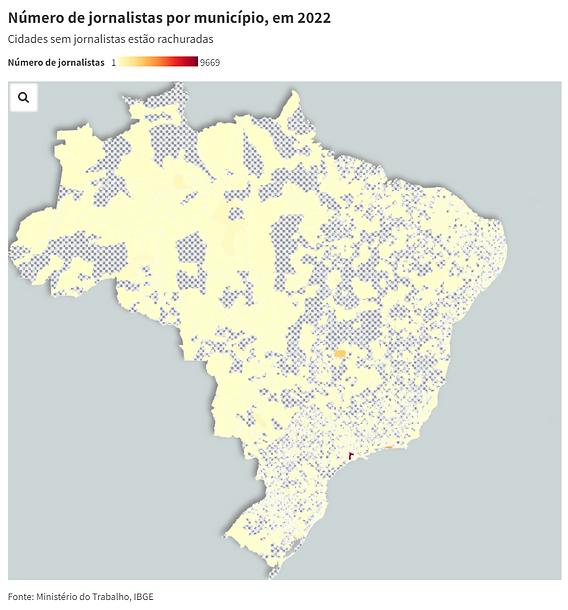 Número de jornalistas por município, em 2022
Cidades sem jornalistas estão rachuradas
Número de jornalistas 1 9669
Fonte: Ministério do Trabalho, IBGE